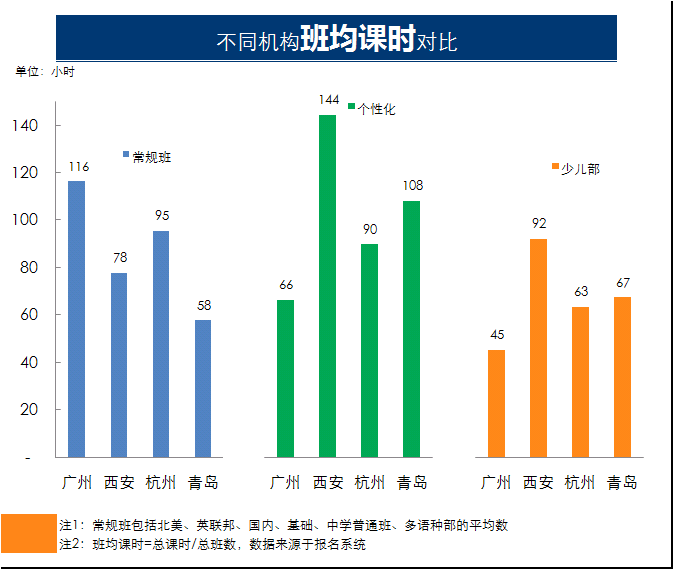 不同机构班均课时对比
单位：小时
常规班
个性化
少儿部
140
120
100
80
60
40
20
-
116
78
95
58
66
144
90
108
45
92
63
67
广州 西安 杭州 青岛 广州 西安 杭州 青岛 广州 西安 杭州 青岛
注1：常规班包括北美、英联邦、国内、基础、中学普通班、多语种部的平均数
注2：班均课时=总课时/总班数，数据来源于报名系统